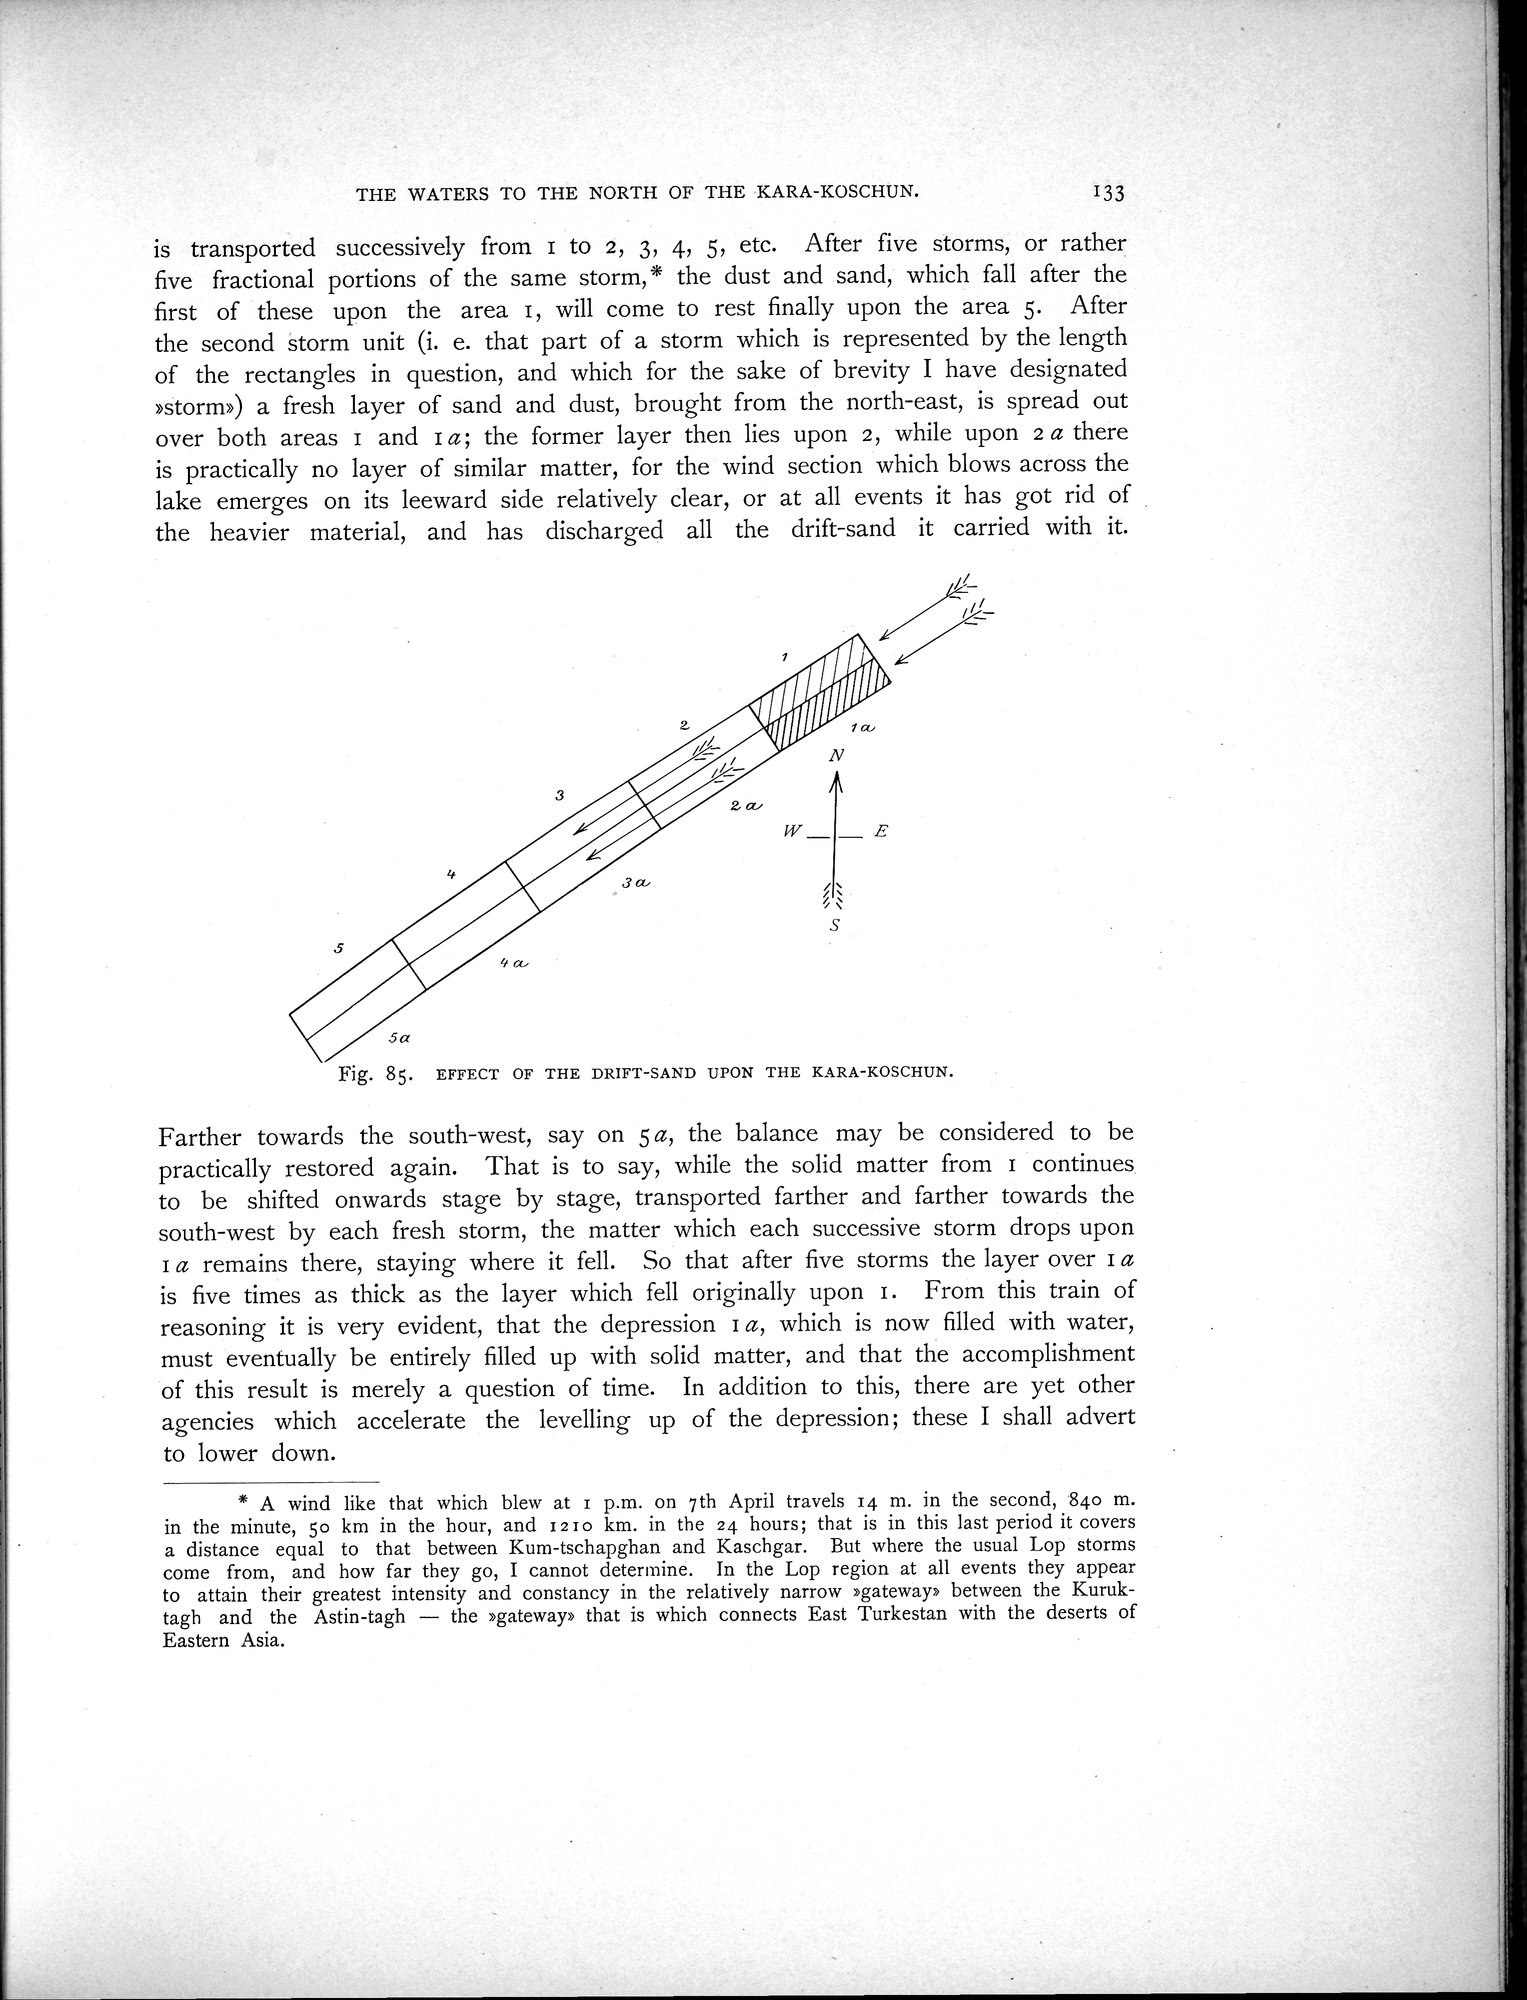 THE WATERS TO THE NORTH OF THE KARA-KOSCHUN. 133
is transported successively from 1 to 2, 3, 4, 5, etc. After five storms, or rather
five fractional portions of the same storm,* the dust and sand, which fall after the
first of these upon the area 1, will come to rest finally upon the area 5. After
the second storm unit (i. e. that part of a storm which is represented by the length
of the rectangles in question, and which for the sake of brevity I have designated
»storm») a fresh layer of sand and dust, brought from the north-east, is spread out
over both areas 1 and 1 a; the former layer then lies upon 2, while upon 2 a there
is practically no layer of similar matter, for the wind section which blows across the
lake emerges on its leeward side relatively clear, or at all events it has got rid of
the heavier material, and has discharged all the drift-sand it carried with it.
1
1 a
2
N
2 a
3
W E
3 a
4
S
5
4 a
5 a
Fig. 85. EFFECT OF THE DRIFT-SAND UPON THE KARA-KOSCHUN.
Farther towards the south-west, say on 5 a, the balance may be considered to be
practically restored again. That is to say, while the solid matter from 1 continues
to be shifted onwards stage by stage, transported farther and farther towards the
south-west by each fresh storm, the matter which each successive storm drops upon
1 a remains there, staying where it fell. So that after five storms the layer over 1 a
is five times as thick as the layer which fell originally upon 1. From this train of
reasoning it is very evident, that the depression 1 a, which is now filled with water,
must eventually be entirely filled up with solid matter, and that the accomplishment
of this result is merely a question of time. In addition to this, there are yet other
agencies which accelerate the levelling up of the depression; these I shall advert
to lower down.
* A wind like that which blew at 1 p.m. on 7th April travels 14 m. in the second, 840 m.
in the minute, 50 km in the hour, and 1210 km. in the 24 hours; that is in this last period it covers
a distance equal to that between Kum-tschapghan and Kaschgar. But where the usual Lop storms
come from, and how far they go, I cannot determine. In the Lop region at all events they appear
to attain their greatest intensity and constancy in the relatively narrow »gateway» between the Kuruk-
tagh and the Astin-tagh — the »gateway» that is which connects East Turkestan with the deserts of
Eastern Asia.